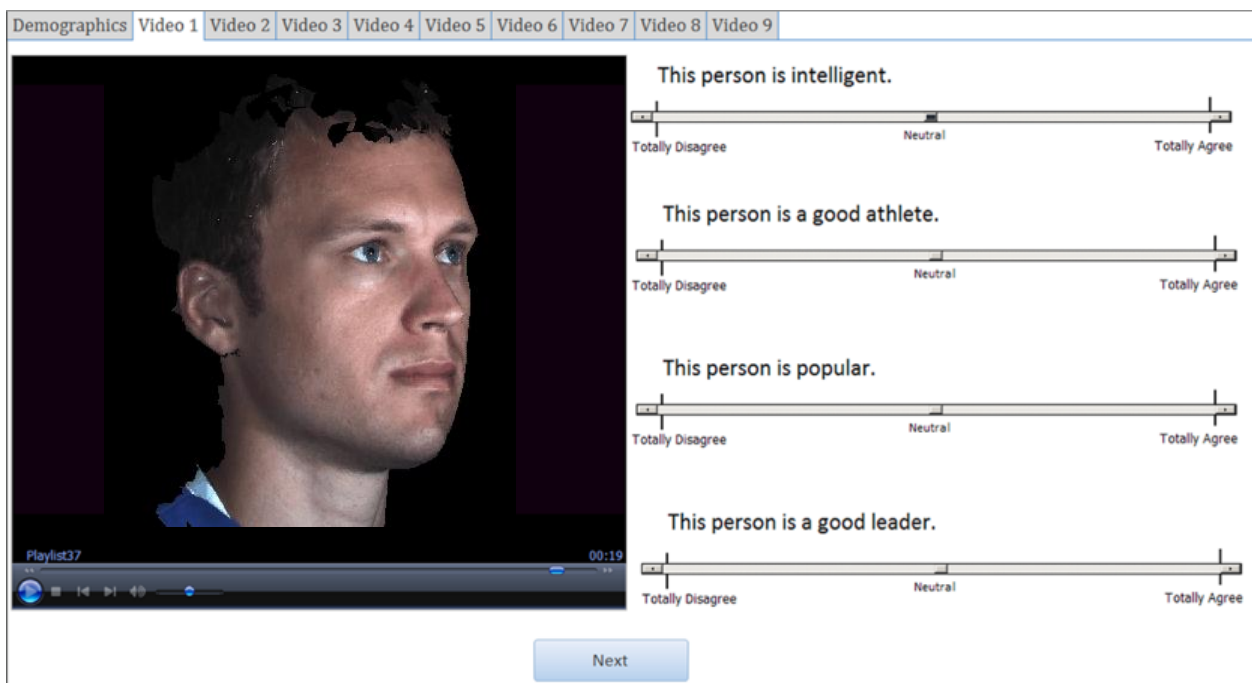 Demographics Video 1 Video 2 Video 3 Video 4 Video 5 Video 6 Video 7 Video 8 Video 9
This person is intelligent.
Totally Disagree Neutral Totally Agree
This person is a good athlete.
Totally Disagree Neutral Totally Agree
This person is popular.
Totally Disagree Neutral Totally Agree
This person is a good leader.
Totally Disagree Neutral Totally Agree
Playlist37 00:19
Next